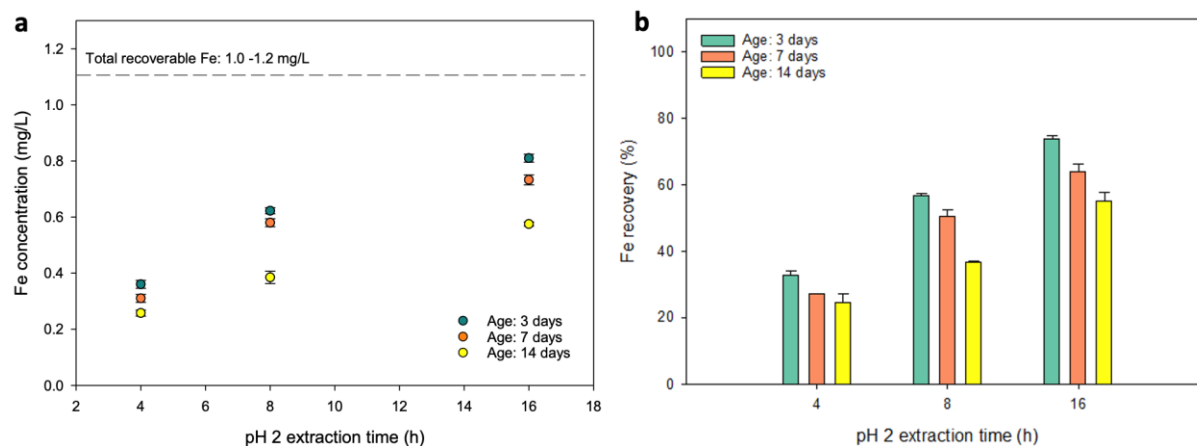 a
Total recoverable Fe: 1.0 -1.2 mg/L
Fe concentration (mg/L)
1.2
1.0
0.8
0.6
0.4
0.2
0.0
Age: 3 days
Age: 7 days
Age: 14 days
2 4 6 8 10 12 14 16 18
pH 2 extraction time (h)
b
Age: 3 days
Age: 7 days
Age: 14 days
Fe recovery (%)
100
80
60
40
20
0
4 8 16
pH 2 extraction time (h)